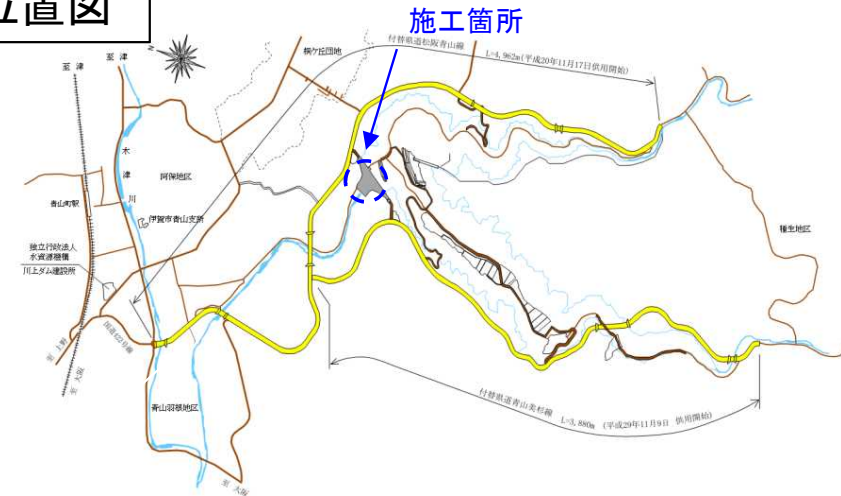 位置図
施工箇所
付替県道松阪青山線
L=4,962m(平成20年11月17日供用開始)
桐ケ丘団地
至 津
至 津
N
木津川
阿保地区
青山町駅
伊賀市青山支所
独立行政法人
水資源機構
川上ダム建設所
種生地区
国道422号線
至 上野
至 大阪
青山羽根地区
付替県道青山美杉線
L=3,880m (平成29年11月9日 供用開始)
至 大阪